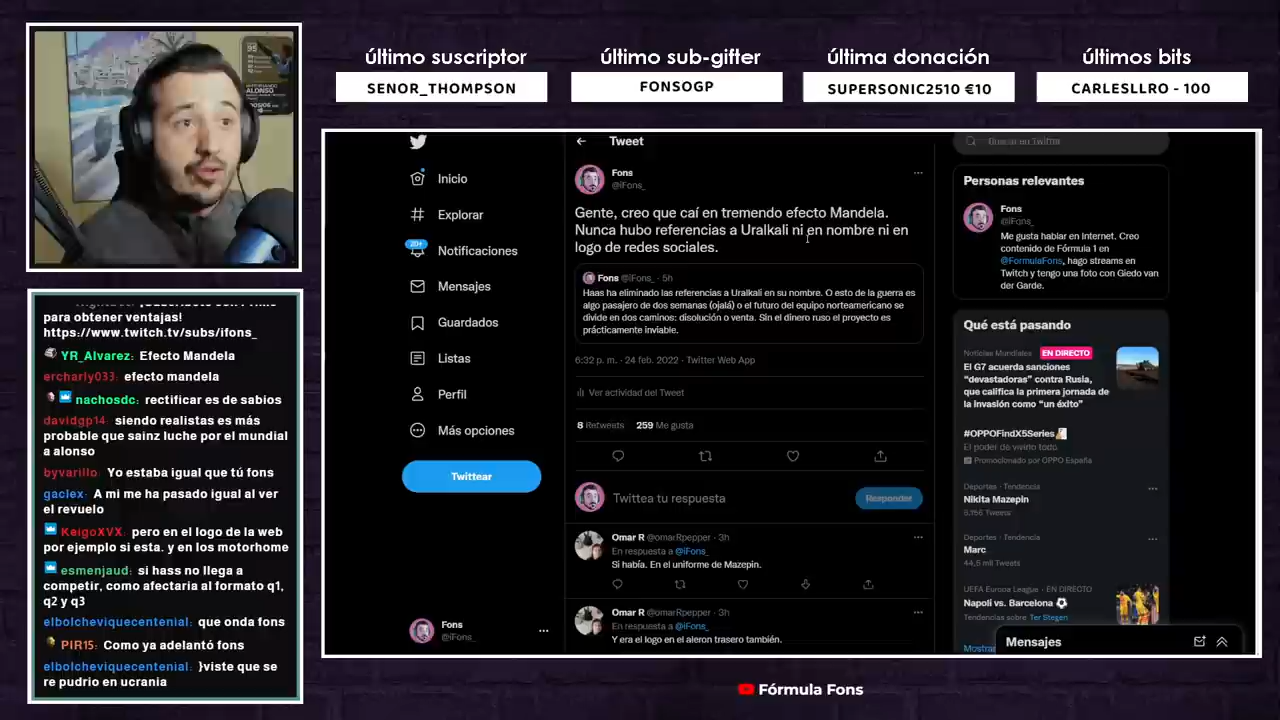 último suscriptor
SENOR_THOMPSON
último sub-gifter
FONSOGP
última donación
SUPERSONIC2510 €10
últimos bits
CARLESLLRO - 100
95
ALONSO
para obtener ventajas!
https://www.twitch.tv/subs/ifons_
YR_Alvarez: Efecto Mandela
ercharly033: efecto mandela
nachosdc: rectificar es de sabios
davidgp14: siendo realistas es más
probable que sainz luche por el mundial
a alonso
byvarillo: Yo estaba igual que tú fons
gaclex: A mi me ha pasado igual al ver
el revuelo
KeigoXVX: pero en el logo de la web
por ejemplo si esta. y en los motorhome
esmenjaud: si hass no llega a
competir, como afectaria al formato q1,
q2 y q3
elbolcheviquecentenial: que onda fons
PIR15: Como ya adelantó fons
elbolcheviquecentenial: }viste que se
re pudrio en ucrania
Inicio
Explorar
20+
Notificaciones
Mensajes
Guardados
Listas
Perfil
Más opciones
Twittear
Fons
@iFons_
Tweet
Fons
@iFons_
Gente, creo que caí en tremendo efecto Mandela.
Nunca hubo referencias a Uralkali ni en nombre ni en
logo de redes sociales.
Fons @iFons_ · 5h
Haas ha eliminado las referencias a Uralkali en su nombre. O esto de la guerra es
algo pasajero de dos semanas (ojalá) o el futuro del equipo norteamericano se
divide en dos caminos: disolución o venta. Sin el dinero ruso el proyecto es
prácticamente inviable.
6:32 p. m. · 24 feb. 2022 · Twitter Web App
Ver actividad del Tweet
8 Retweets 259 Me gusta
Twittea tu respuesta
Responder
Omar R @omarRpepper · 3h
En respuesta a @iFons_
Si había. En el uniforme de Mazepin.
Omar R @omarRpepper · 3h
En respuesta a @iFons_
Y era el logo en el aleron trasero también.
Buscar en Twitter
Personas relevantes
Fons
@iFons_
Me gusta hablar en Internet. Creo
contenido de Fórmula 1 en
@FormulaFons, hago streams en
Twitch y tengo una foto con Giedo van
der Garde.
Qué está pasando
Noticias Mundiales EN DIRECTO
El G7 acuerda sanciones
“devastadoras” contra Rusia,
que califica la primera jornada de
la invasión como “un éxito”
#OPPOFindX5Series
El poder de vivirlo todo
Promocionado por OPPO España
Deportes · Tendencia
Nikita Mazepin
5.156 Tweets
Deportes · Tendencia
Marc
44,5 mil Tweets
UEFA Europa League · EN DIRECTO
Napoli vs. Barcelona
Tendencias sobre Ter Stegen
Mostrar
Mensajes
Fórmula Fons